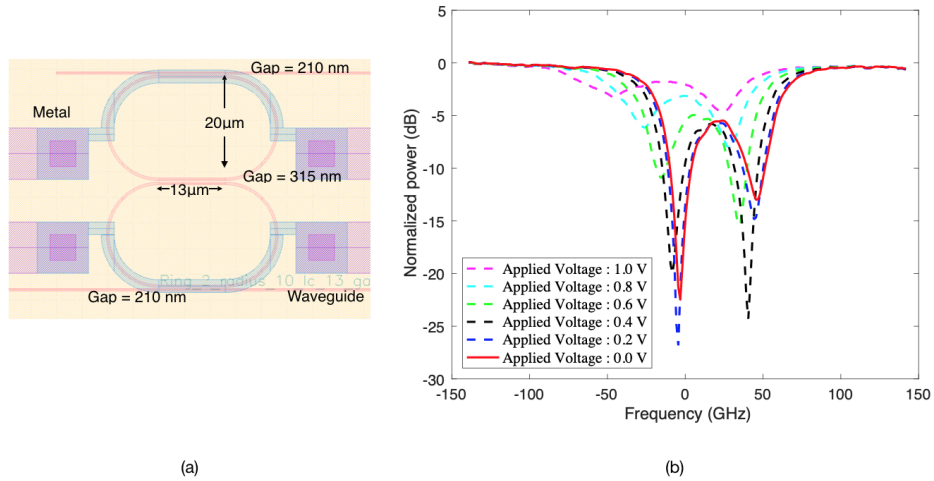 Gap = 210 nm
Metal
20μm
Gap = 315 nm
13μm
Ring_2_radius_10_lc_13_ga
Gap = 210 nm
Waveguide
(a)
5
0
-5
-10
-15
-20
-25
-30
Normalized power (dB)
Applied Voltage : 1.0 V
Applied Voltage : 0.8 V
Applied Voltage : 0.6 V
Applied Voltage : 0.4 V
Applied Voltage : 0.2 V
Applied Voltage : 0.0 V
-150 -100 -50 0 50 100 150
Frequency (GHz)
(b)